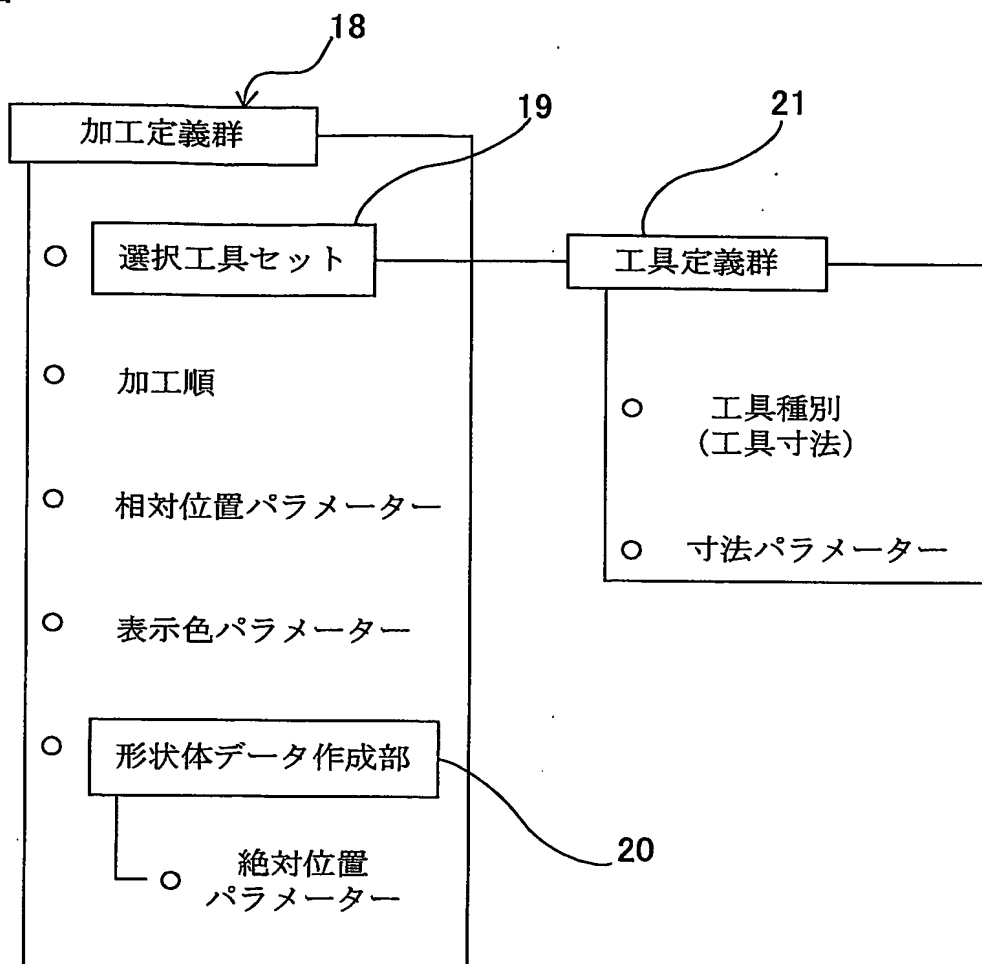 18
加工定義群
19
21
選択工具セット
工具定義群
加工順
工具種別
(工具寸法)
相対位置パラメーター
寸法パラメーター
表示色パラメーター
形状体データ作成部
20
絶対位置
パラメーター